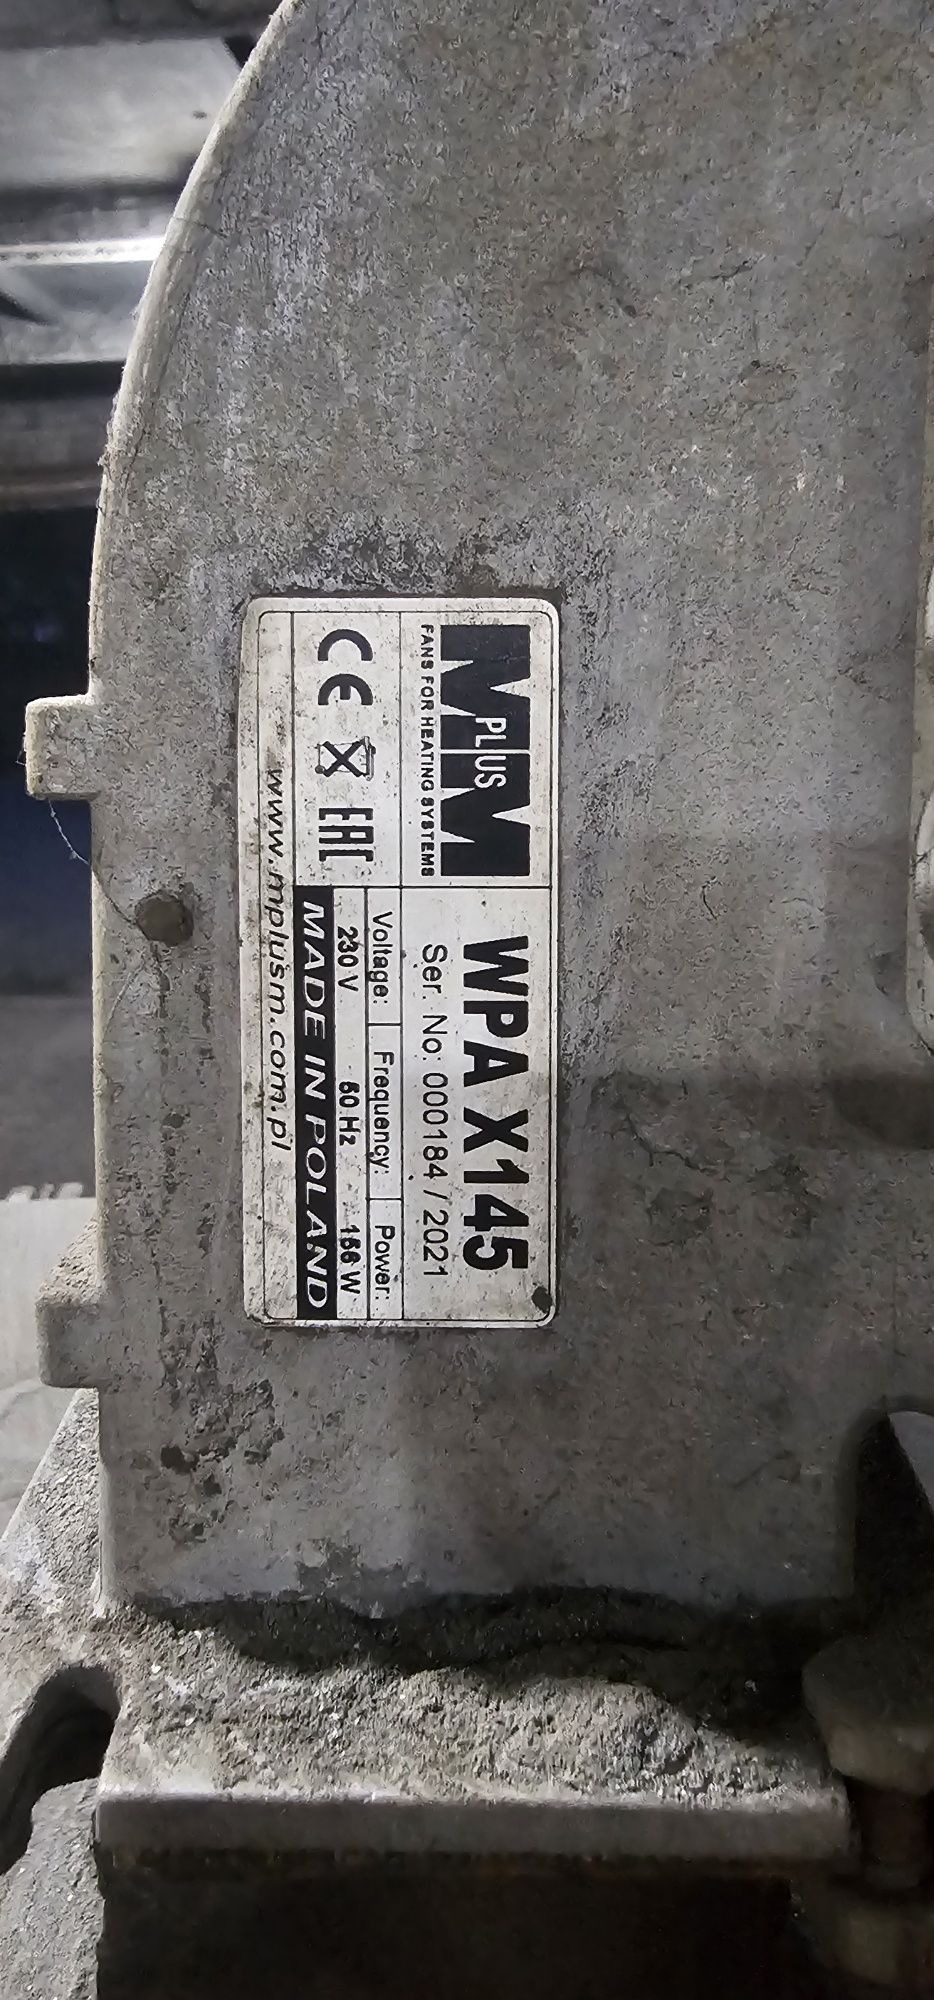 M PLUS M
FANS FOR HEATING SYSTEMS
WPA X145
Ser. No: 000184 / 2021
Voltage: Frequency: Power:
230 V 50 Hz 156 W
CE EAC
MADE IN POLAND
www.mplusm.com.pl